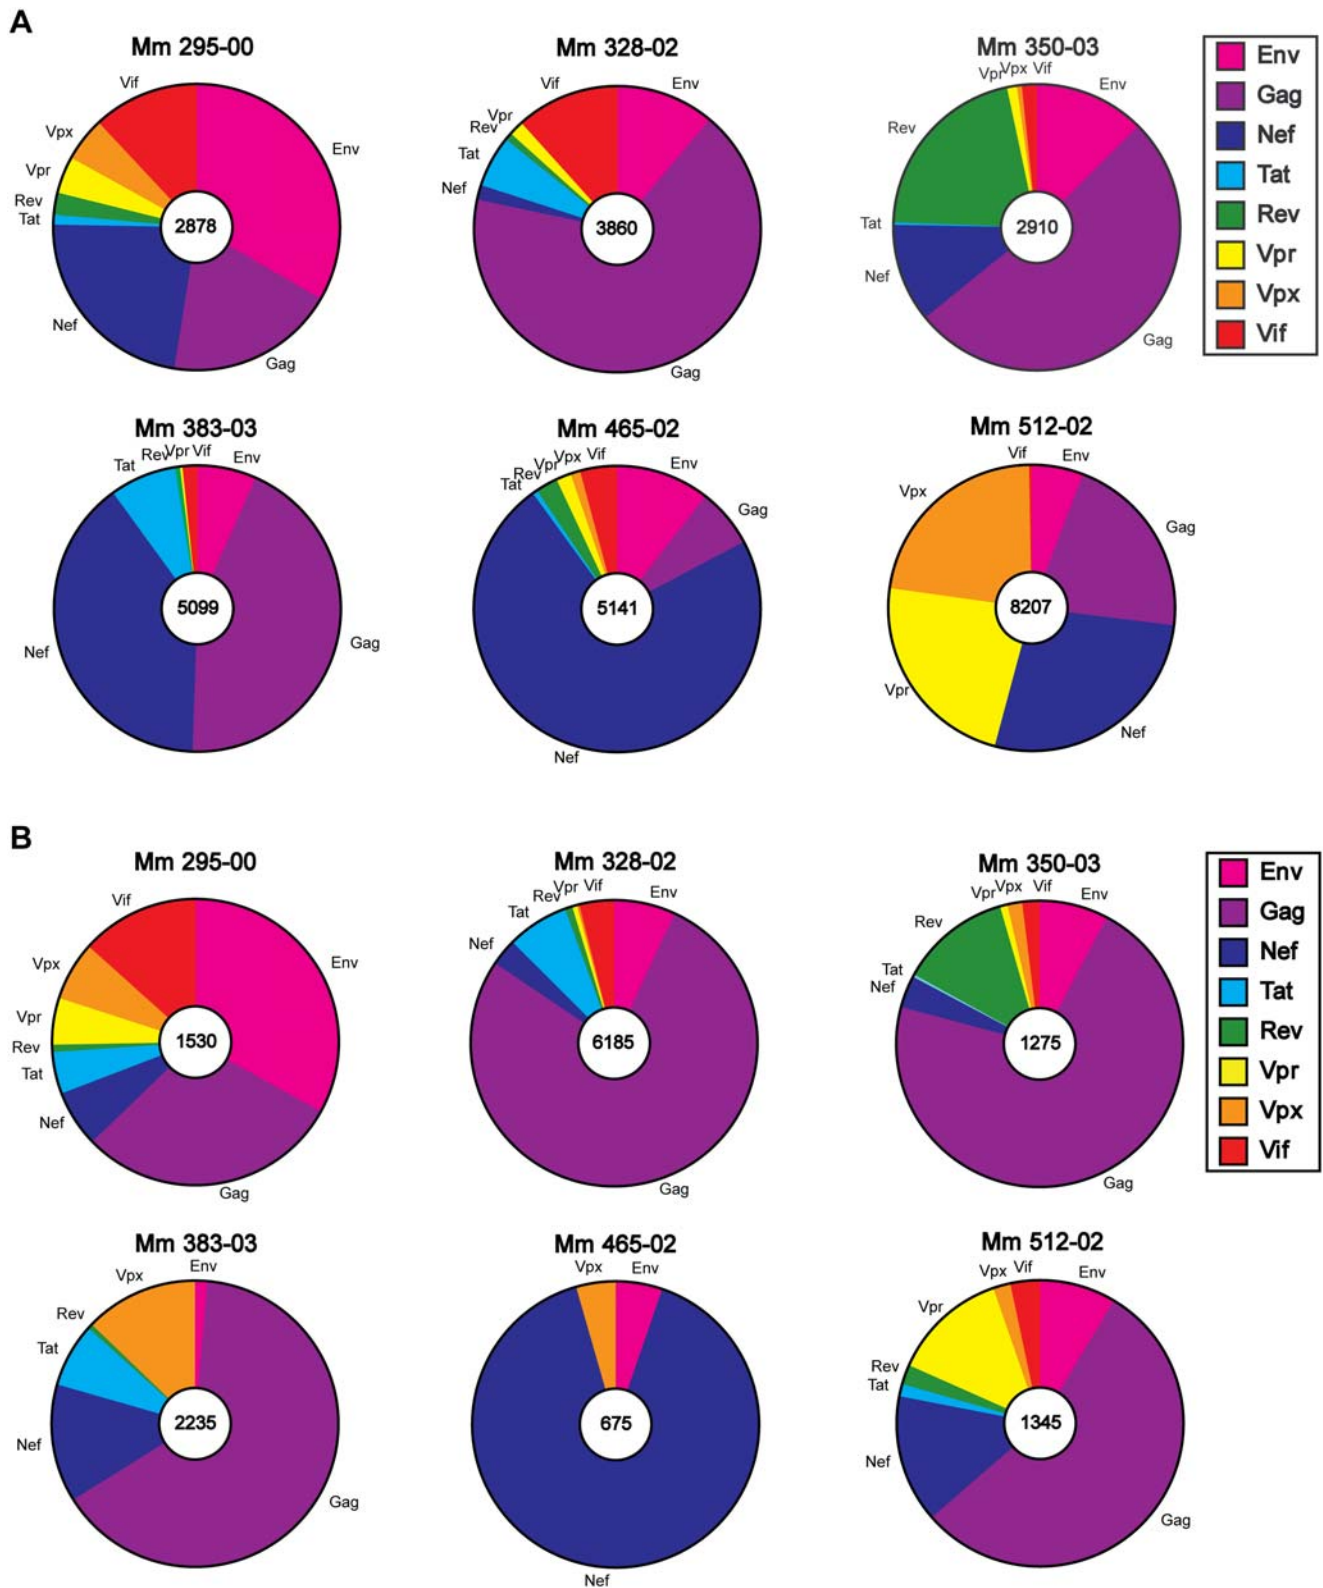 A
Mm 295-00
Vif
Vpx
Vpr
Rev
Tat
Nef
Gag
Env
2878
Mm 328-02
Vif
Env
Vpr
Rev
Tat
Nef
Gag
3860
Mm 350-03
Vpr
Vpx
Vif
Env
Rev
Tat
Nef
Gag
2910
Env
Gag
Nef
Tat
Rev
Vpr
Vpx
Vif
Mm 383-03
Tat
Rev
Vpr
Vif
Env
Nef
Gag
5099
Mm 465-02
Tat
Rev
Vpr
Vpx
Vif
Env
Gag
Nef
5141
Mm 512-02
Vif
Env
Vpx
Gag
Vpr
Nef
8207
B
Mm 295-00
Vif
Vpx
Vpr
Rev
Tat
Nef
Gag
Env
1530
Mm 328-02
Nef
Tat
Rev
Vpr
Vif
Env
Gag
6185
Mm 350-03
Vpr
Vpx
Vif
Env
Rev
Tat
Nef
Gag
1275
Env
Gag
Nef
Tat
Rev
Vpr
Vpx
Vif
Mm 383-03
Vpx
Env
Rev
Tat
Nef
Gag
2235
Mm 465-02
Vpx
Env
Nef
675
Mm 512-02
Vpx
Vif
Env
Vpr
Rev
Tat
Nef
Gag
1345